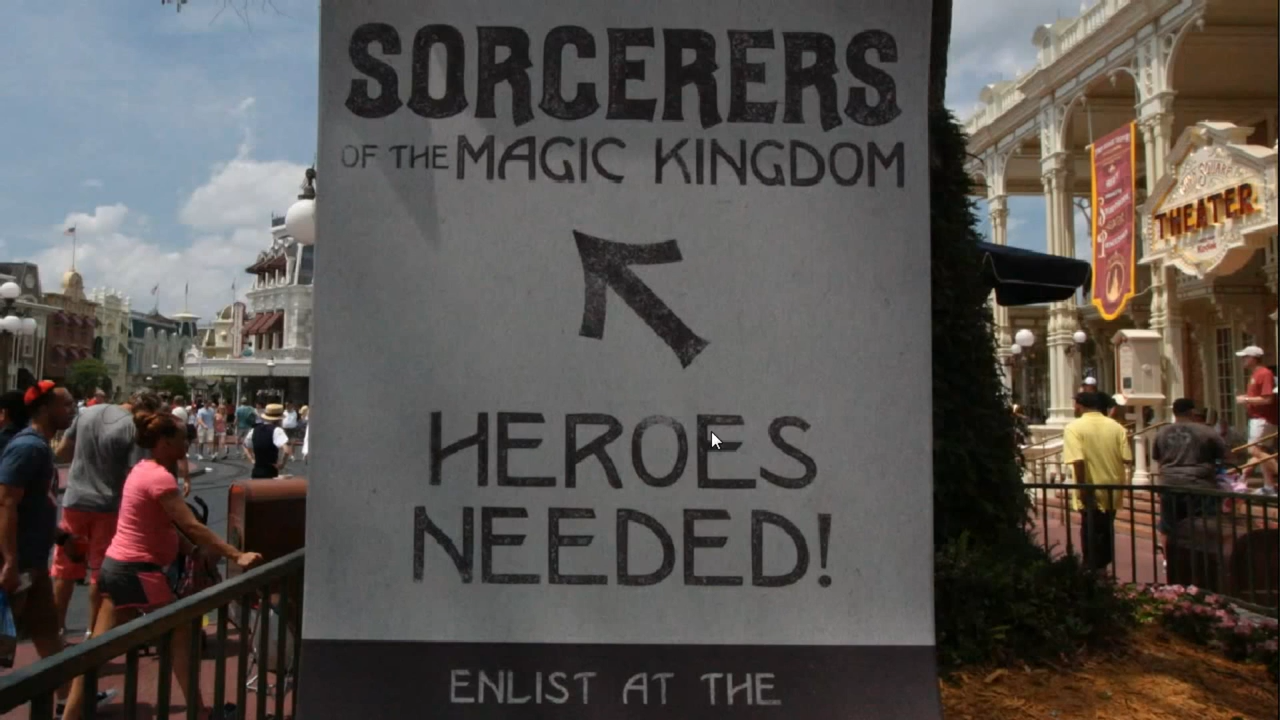 SORCERERS
OF THE MAGIC KINGDOM
HEROES
NEEDED!
ENLIST AT THE
THEATER